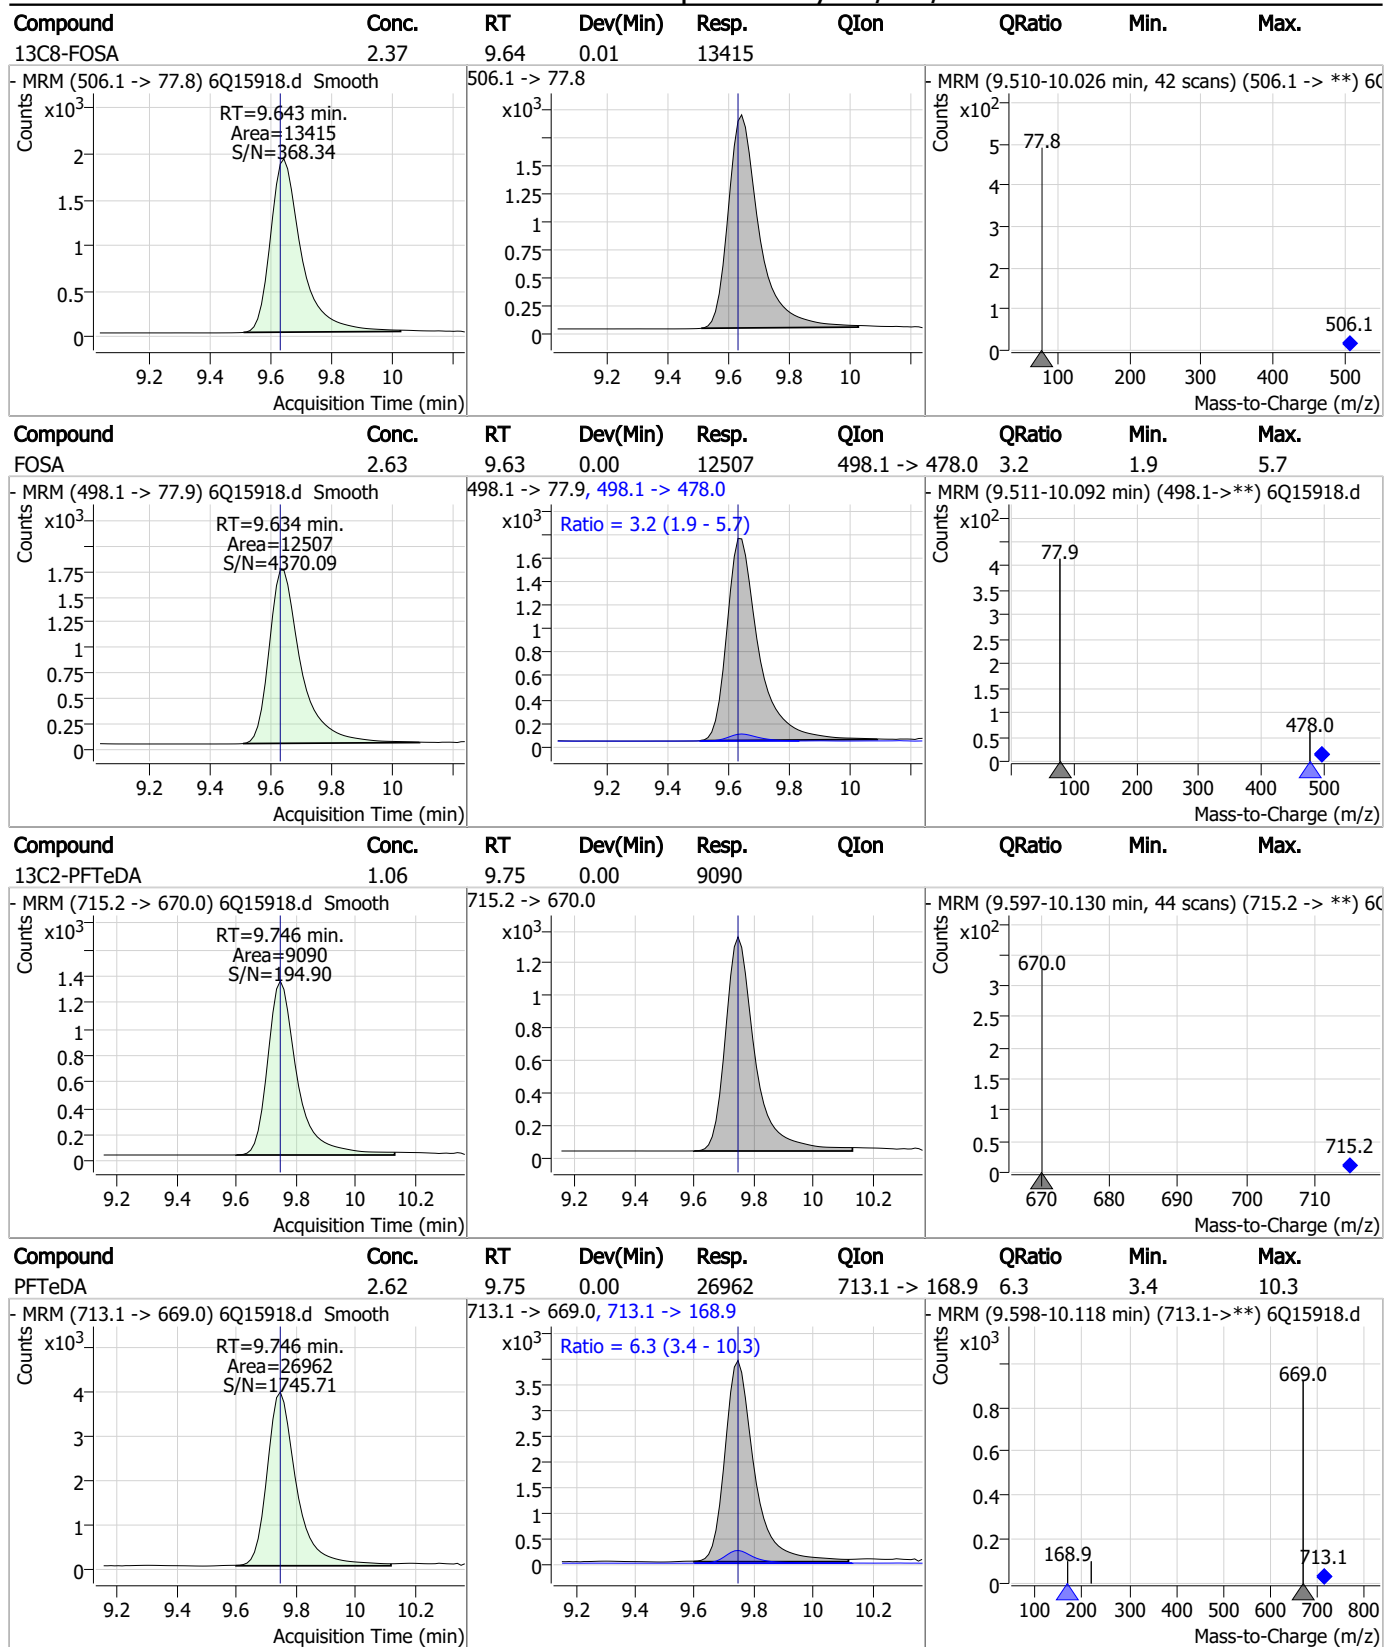 Compound Conc. RT Dev(Min) Resp. QIon QRatio Min. Max.
13C8-FOSA 2.37 9.64 0.01 13415
- MRM (506.1 -> 77.8) 6Q15918.d Smooth
Counts
x10³
RT=9.643 min.
Area=13415
S/N=368.34
2
1.5
1
0.5
0
9.2 9.4 9.6 9.8 10
Acquisition Time (min)
506.1 -> 77.8
x10³
1.5
1.25
1
0.75
0.5
0.25
0
9.2 9.4 9.6 9.8 10
- MRM (9.510-10.026 min, 42 scans) (506.1 -> **) 6Q
Counts
x10²
77.8
5
4
3
2
1
0
506.1
100 200 300 400 500
Mass-to-Charge (m/z)
Compound Conc. RT Dev(Min) Resp. QIon QRatio Min. Max.
FOSA 2.63 9.63 0.00 12507 498.1 -> 478.0 3.2 1.9 5.7
- MRM (498.1 -> 77.9) 6Q15918.d Smooth
Counts
x10³
RT=9.634 min.
Area=12507
S/N=4370.09
1.75
1.5
1.25
1
0.75
0.5
0.25
0
9.2 9.4 9.6 9.8 10
Acquisition Time (min)
498.1 -> 77.9, 498.1 -> 478.0
x10³
Ratio = 3.2 (1.9 - 5.7)
1.6
1.4
1.2
1
0.8
0.6
0.4
0.2
0
9.2 9.4 9.6 9.8 10
- MRM (9.511-10.092 min) (498.1->**) 6Q15918.d
Counts
x10²
77.9
4
3.5
3
2.5
2
1.5
1
0.5
0
478.0
100 200 300 400 500
Mass-to-Charge (m/z)
Compound Conc. RT Dev(Min) Resp. QIon QRatio Min. Max.
13C2-PFTeDA 1.06 9.75 0.00 9090
- MRM (715.2 -> 670.0) 6Q15918.d Smooth
Counts
x10³
RT=9.746 min.
Area=9090
S/N=194.90
1.4
1.2
1
0.8
0.6
0.4
0.2
0
9.2 9.4 9.6 9.8 10 10.2
Acquisition Time (min)
715.2 -> 670.0
x10³
1.2
1
0.8
0.6
0.4
0.2
0
9.2 9.4 9.6 9.8 10 10.2
- MRM (9.597-10.130 min, 44 scans) (715.2 -> **) 6Q
Counts
x10²
670.0
3
2.5
2
1.5
1
0.5
0
715.2
670 680 690 700 710
Mass-to-Charge (m/z)
Compound Conc. RT Dev(Min) Resp. QIon QRatio Min. Max.
PFTeDA 2.62 9.75 0.00 26962 713.1 -> 168.9 6.3 3.4 10.3
- MRM (713.1 -> 669.0) 6Q15918.d Smooth
Counts
x10³
RT=9.746 min.
Area=26962
S/N=1745.71
4
3
2
1
0
9.2 9.4 9.6 9.8 10 10.2
Acquisition Time (min)
713.1 -> 669.0, 713.1 -> 168.9
x10³
Ratio = 6.3 (3.4 - 10.3)
3.5
3
2.5
2
1.5
1
0.5
0
9.2 9.4 9.6 9.8 10 10.2
- MRM (9.598-10.118 min) (713.1->**) 6Q15918.d
Counts
x10³
669.0
0.8
0.6
0.4
0.2
0
168.9
713.1
100 200 300 400 500 600 700 800
Mass-to-Charge (m/z)